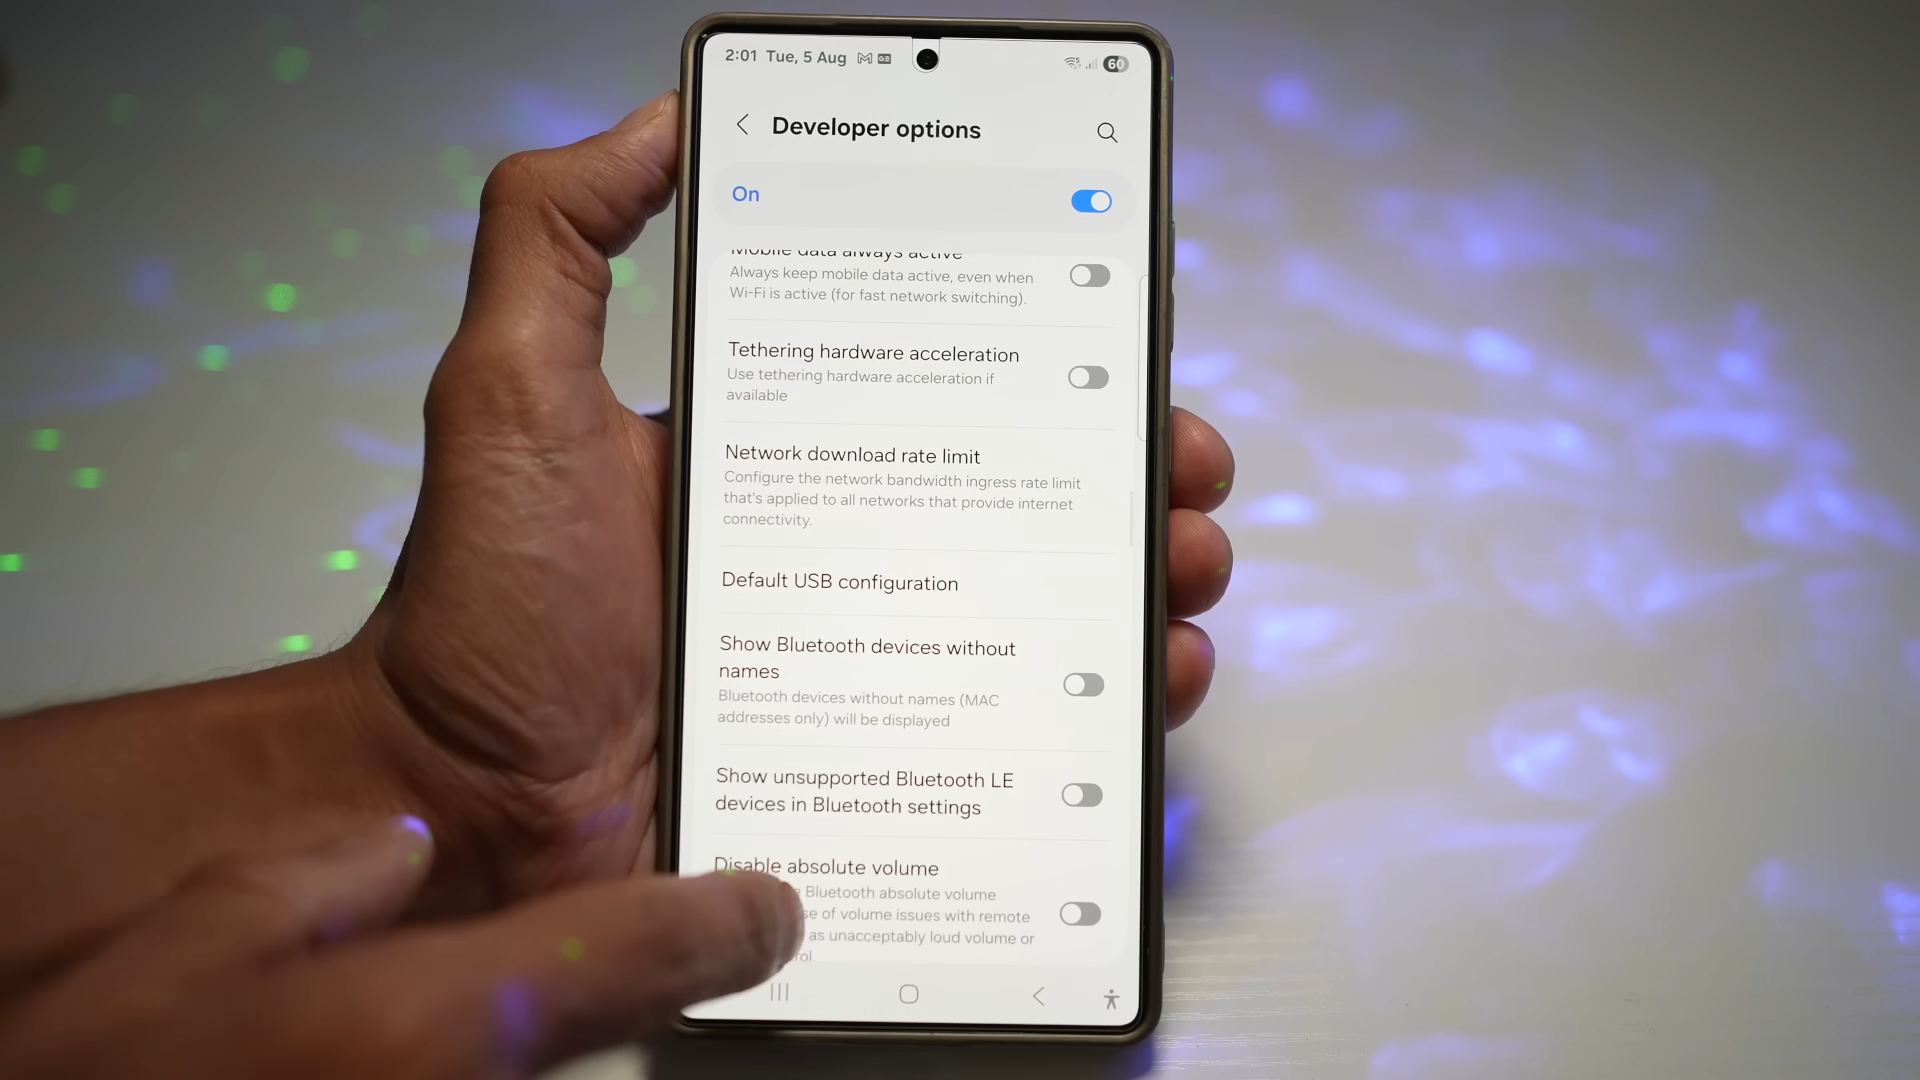 2:01 Tue, 5 Aug
60
Developer options
On
Mobile data always active
Always keep mobile data active, even when
Wi-Fi is active (for fast network switching).
Tethering hardware acceleration
Use tethering hardware acceleration if
available
Network download rate limit
Configure the network bandwidth ingress rate limit
that's applied to all networks that provide internet
connectivity.
Default USB configuration
Show Bluetooth devices without
names
Bluetooth devices without names (MAC
addresses only) will be displayed
Show unsupported Bluetooth LE
devices in Bluetooth settings
Disable absolute volume
Bluetooth absolute volume
of volume issues with remote
as unacceptably loud volume or